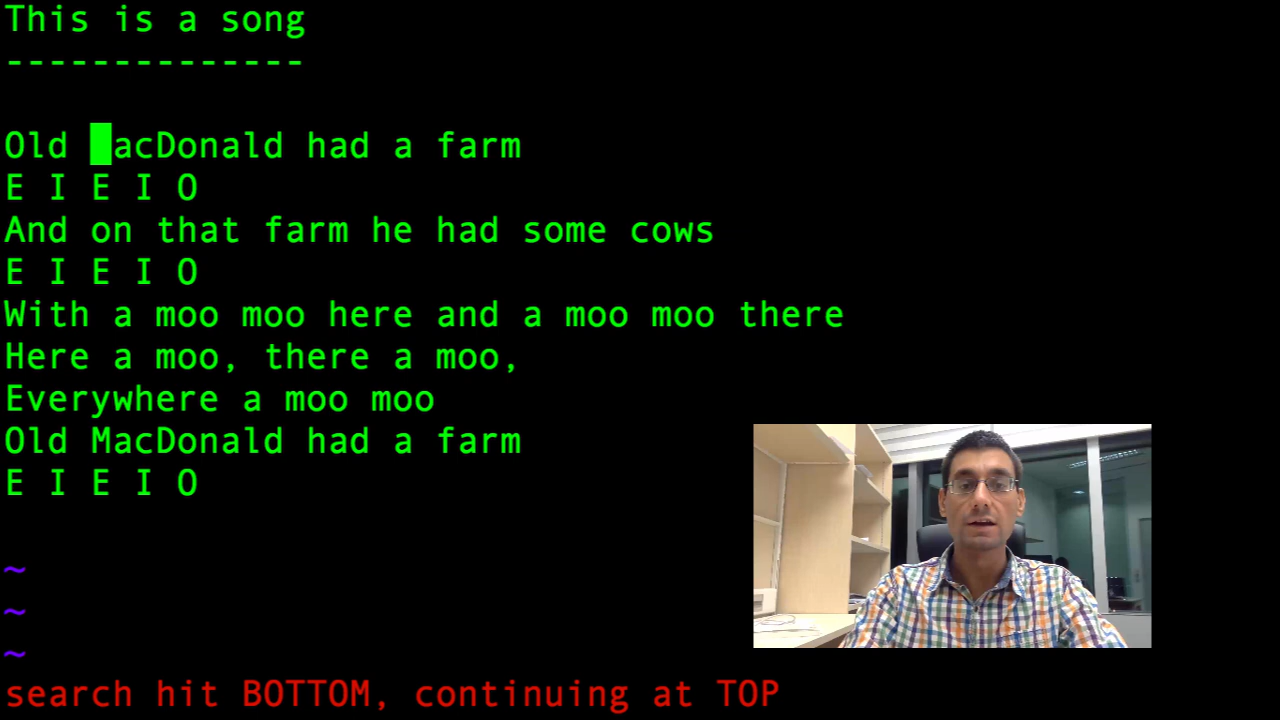 This is a song
--------------
Old acDonald had a farm
E I E I O
And on that farm he had some cows
E I E I O
With a moo moo here and a moo moo there
Here a moo, there a moo,
Everywhere a moo moo
Old MacDonald had a farm
E I E I O
~
~
~
search hit BOTTOM, continuing at TOP